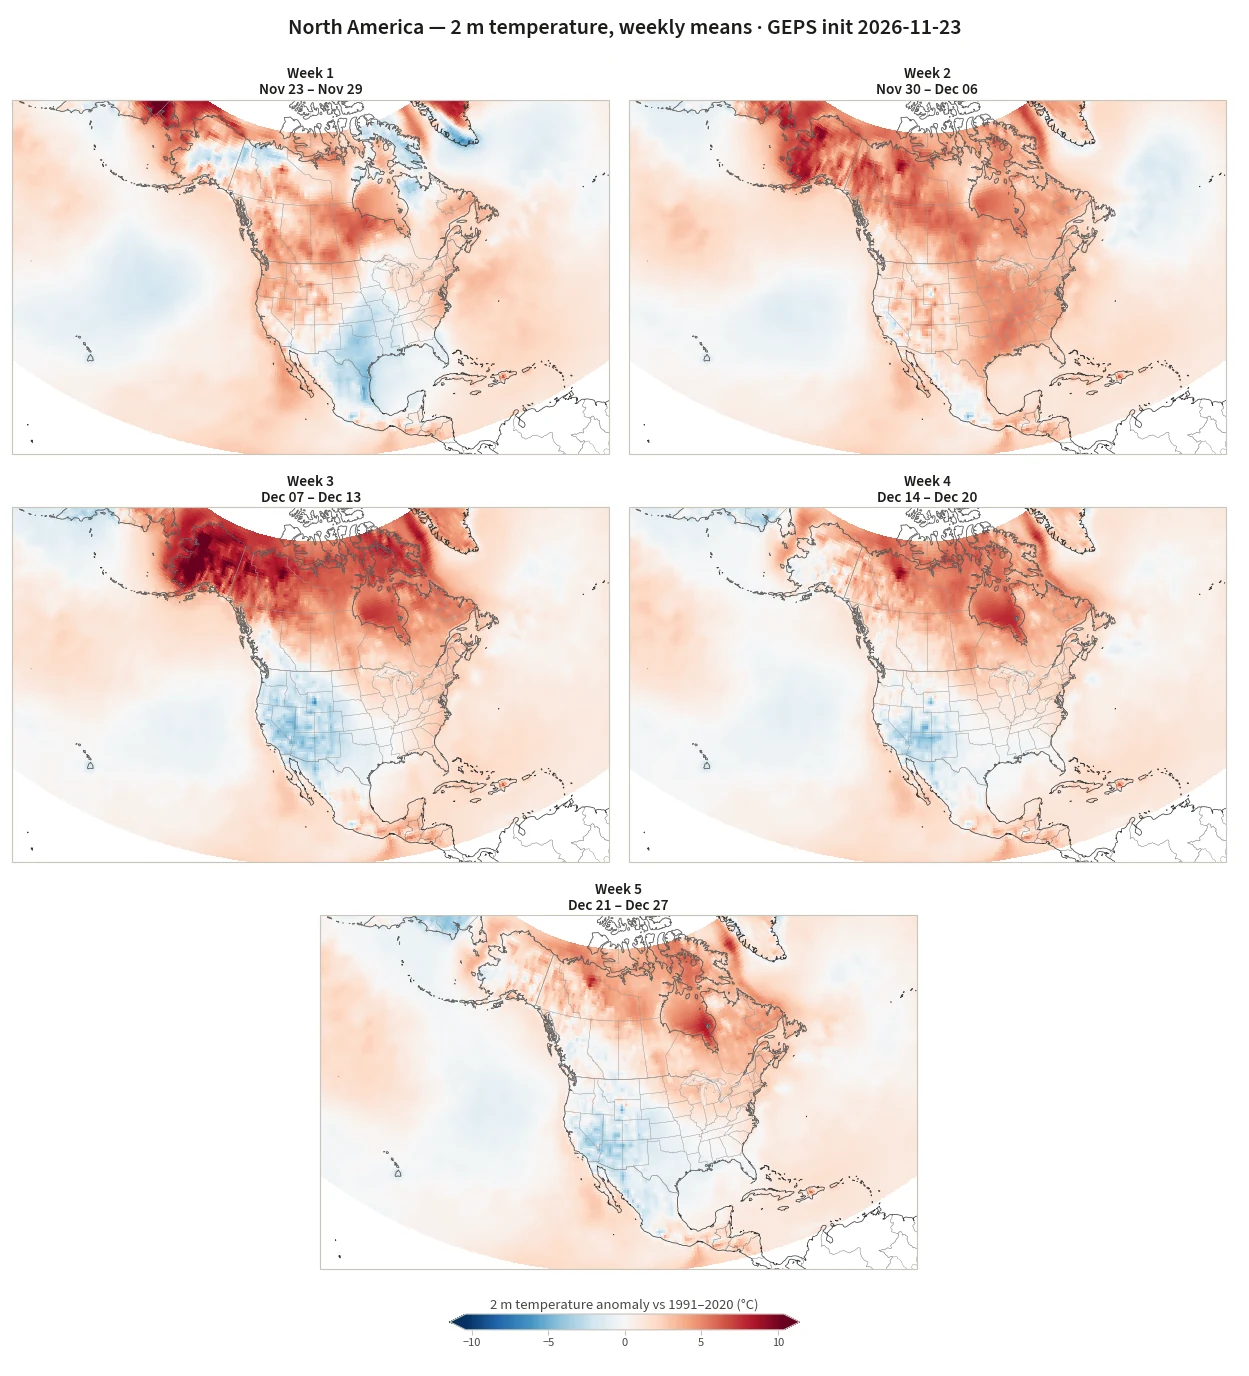 North America — 2 m temperature, weekly means · GEPS init 2026-11-23
Week 1
Nov 23 – Nov 29
Week 2
Nov 30 – Dec 06
Week 3
Dec 07 – Dec 13
Week 4
Dec 14 – Dec 20
Week 5
Dec 21 – Dec 27
2 m temperature anomaly vs 1991–2020 (°C)
−10 −5 0 5 10